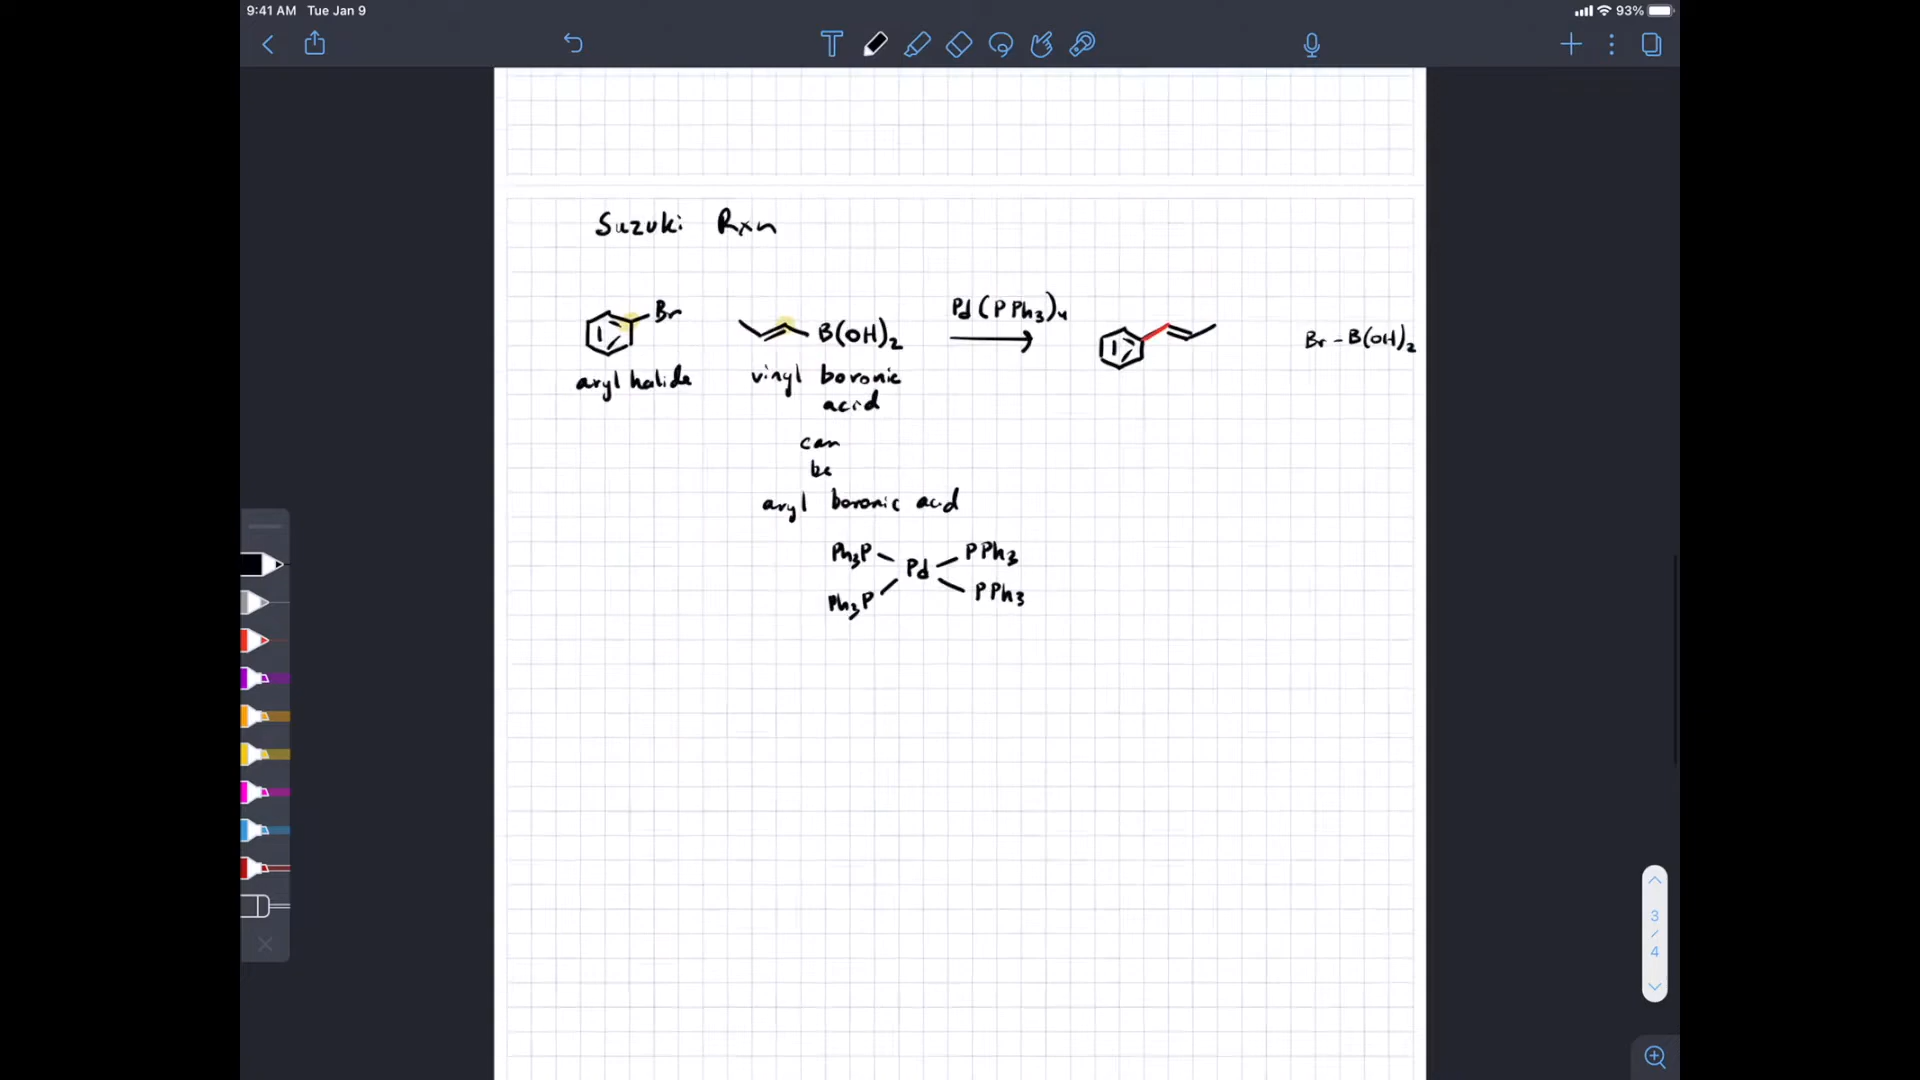 9:41 AM Tue Jan 9
93%
T
Suzuki Rxn
Br B(OH)2 Pd(PPh3)4 Br-B(OH)2
aryl halide vinyl boronic
acid
can
be
aryl boronic acid
Ph3P Pd PPh3
Ph3P PPh3
3
/
4